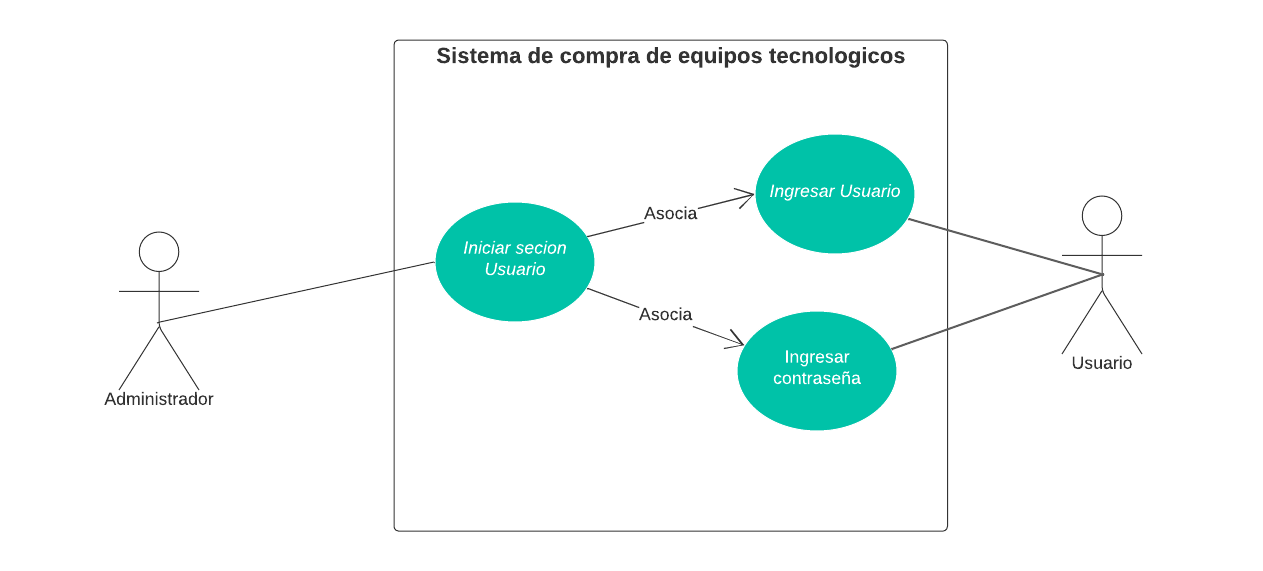 Sistema de compra de equipos tecnologicos
Ingresar Usuario
Asocia
Iniciar secion
Usuario
Asocia
Ingresar
contraseña
Usuario
Administrador